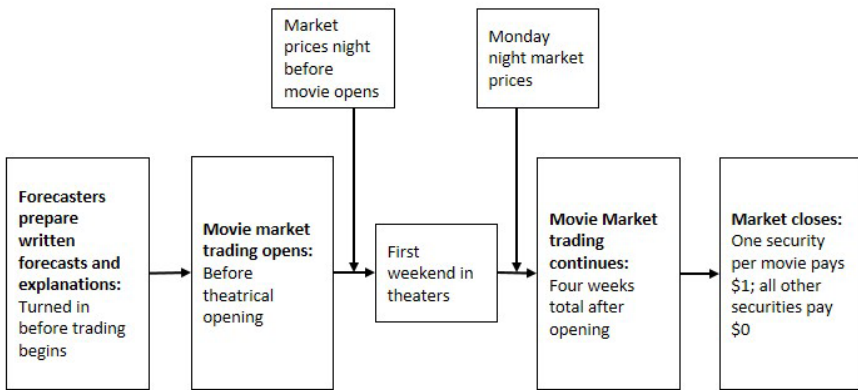 Market
prices night
before
movie opens
Monday
night market
prices
Forecasters
prepare
written
forecasts and
explanations:
Turned in
before trading
begins
Movie market
trading opens:
Before
theatrical
opening
First
weekend in
theaters
Movie Market
trading
continues:
Four weeks
total after
opening
Market closes:
One security
per movie pays
$1; all other
securities pay
$0